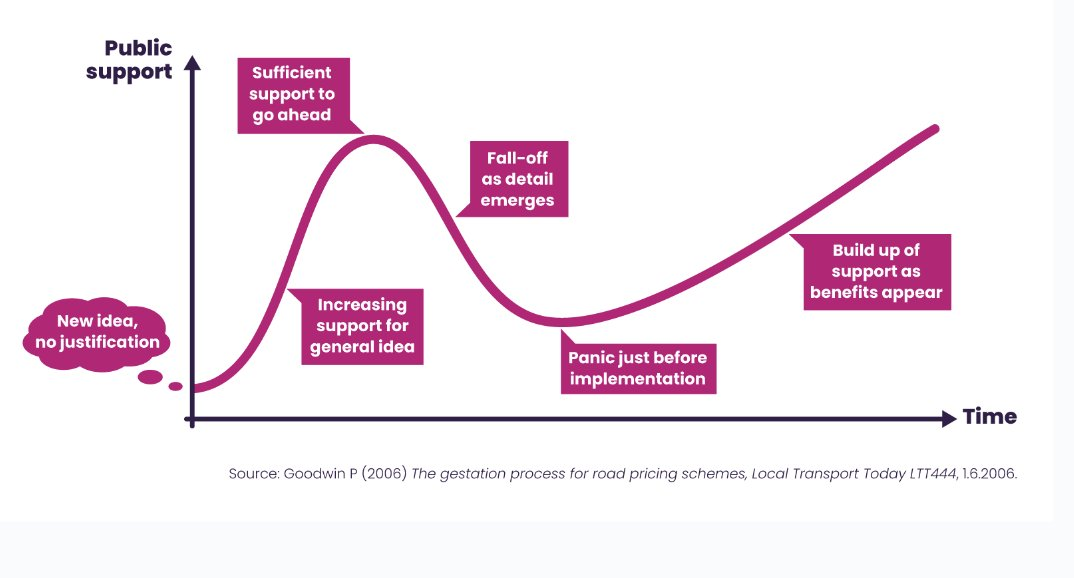 Public
support
Sufficient
support to
go ahead
Fall-off
as detail
emerges
Build up of
support as
benefits appear
Increasing
support for
general idea
New idea,
no justification
Panic just before
implementation
Time
Source: Goodwin P (2006) The gestation process for road pricing schemes, Local Transport Today LTT444, 1.6.2006.